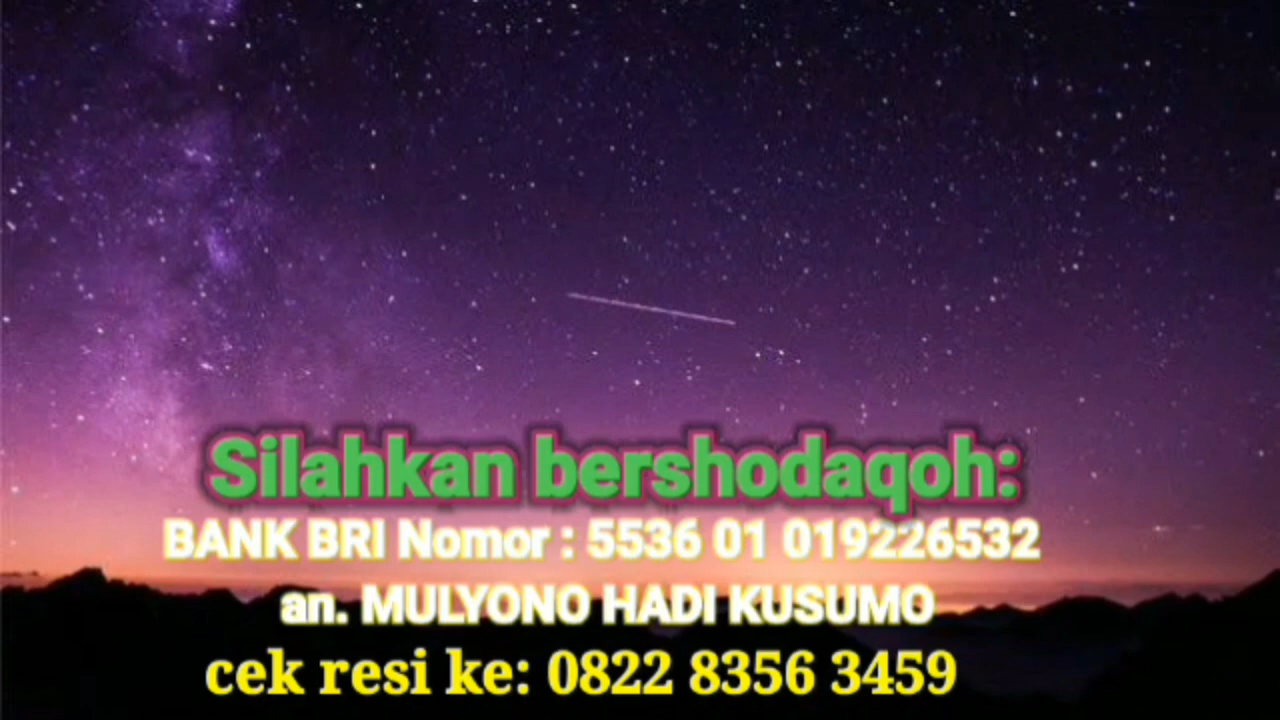 Silahkan bershodaqoh:
BANK BRI Nomor : 5536 01 019226532
an. MULYONO HADI KUSUMO
cek resi ke: 0822 8356 3459